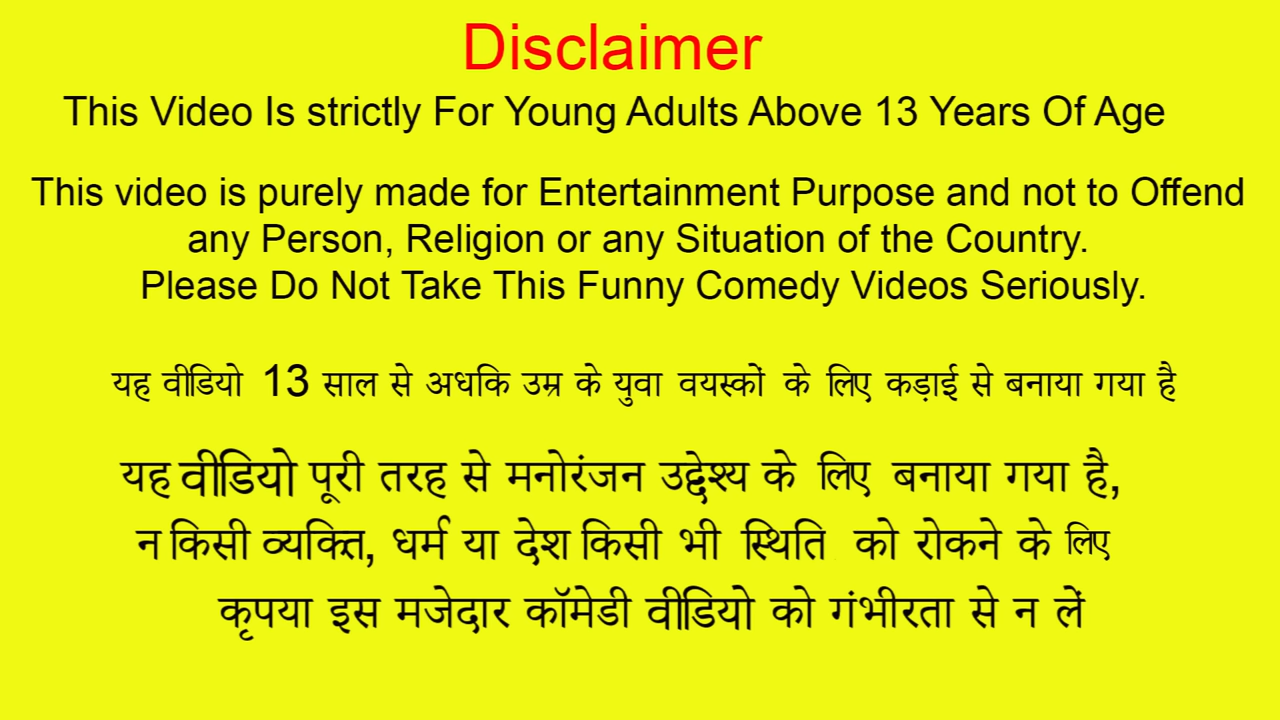 Disclaimer
This Video Is strictly For Young Adults Above 13 Years Of Age
This video is purely made for Entertainment Purpose and not to Offend
any Person, Religion or any Situation of the Country.
Please Do Not Take This Funny Comedy Videos Seriously.
यह वीडियो 13 साल से अधकि उम्र के युवा वयस्कों के लिए कड़ाई से बनाया गया है
यह वीडियो पूरी तरह से मनोरंजन उद्देश्य के लिए बनाया गया है,
न किसी व्यक्ति, धर्म या देश किसी भी स्थिति को रोकने के लिए
कृपया इस मजेदार कॉमेडी वीडियो को गंभीरता से न लें